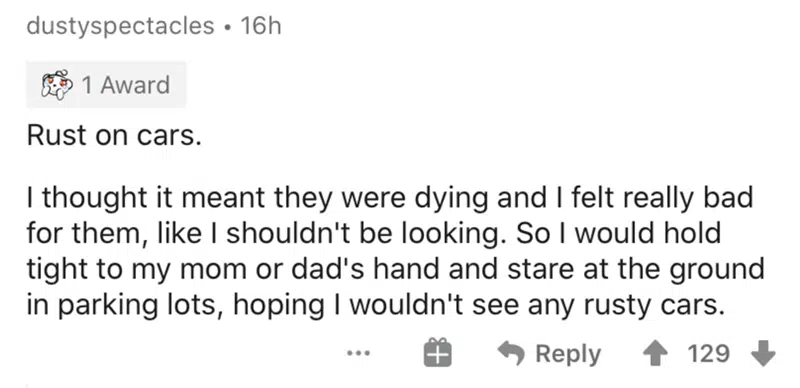 dustyspectacles • 16h
1 Award
Rust on cars.
I thought it meant they were dying and I felt really bad
for them, like I shouldn't be looking. So I would hold
tight to my mom or dad's hand and stare at the ground
in parking lots, hoping I wouldn't see any rusty cars.
Reply 129